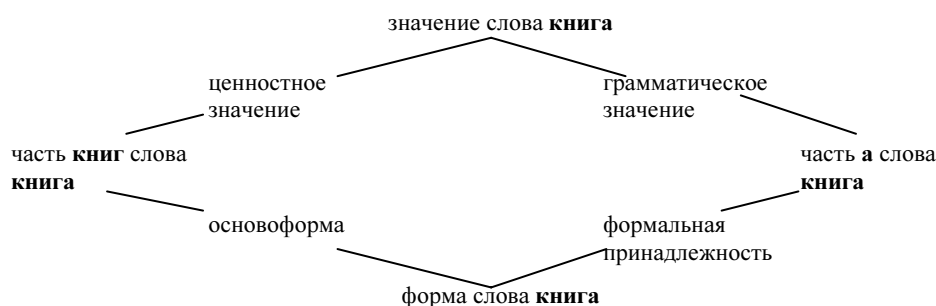 значение слова книга
ценностное
значение
грамматическое
значение
часть книг слова
книга
часть а слова
книга
основоформа
формальная
принадлежность
форма слова книга